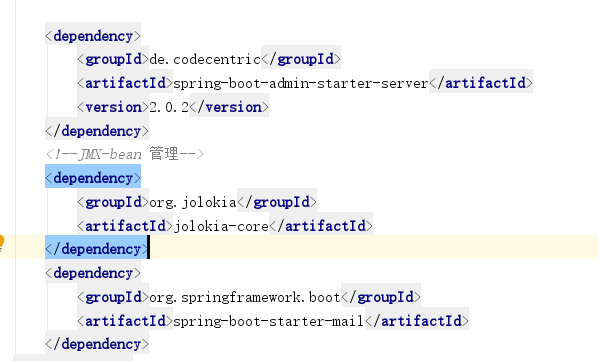 <dependency>
<groupId>de.codecentric</groupId>
<artifactId>spring-boot-admin-starter-server</artifactId>
<version>2.0.2</version>
</dependency>
<!--JMX-bean 管理-->
<dependency>
<groupId>org.jolokia</groupId>
<artifactId>jolokia-core</artifactId>
</dependency>
<dependency>
<groupId>org.springframework.boot</groupId>
<artifactId>spring-boot-starter-mail</artifactId>
</dependency>